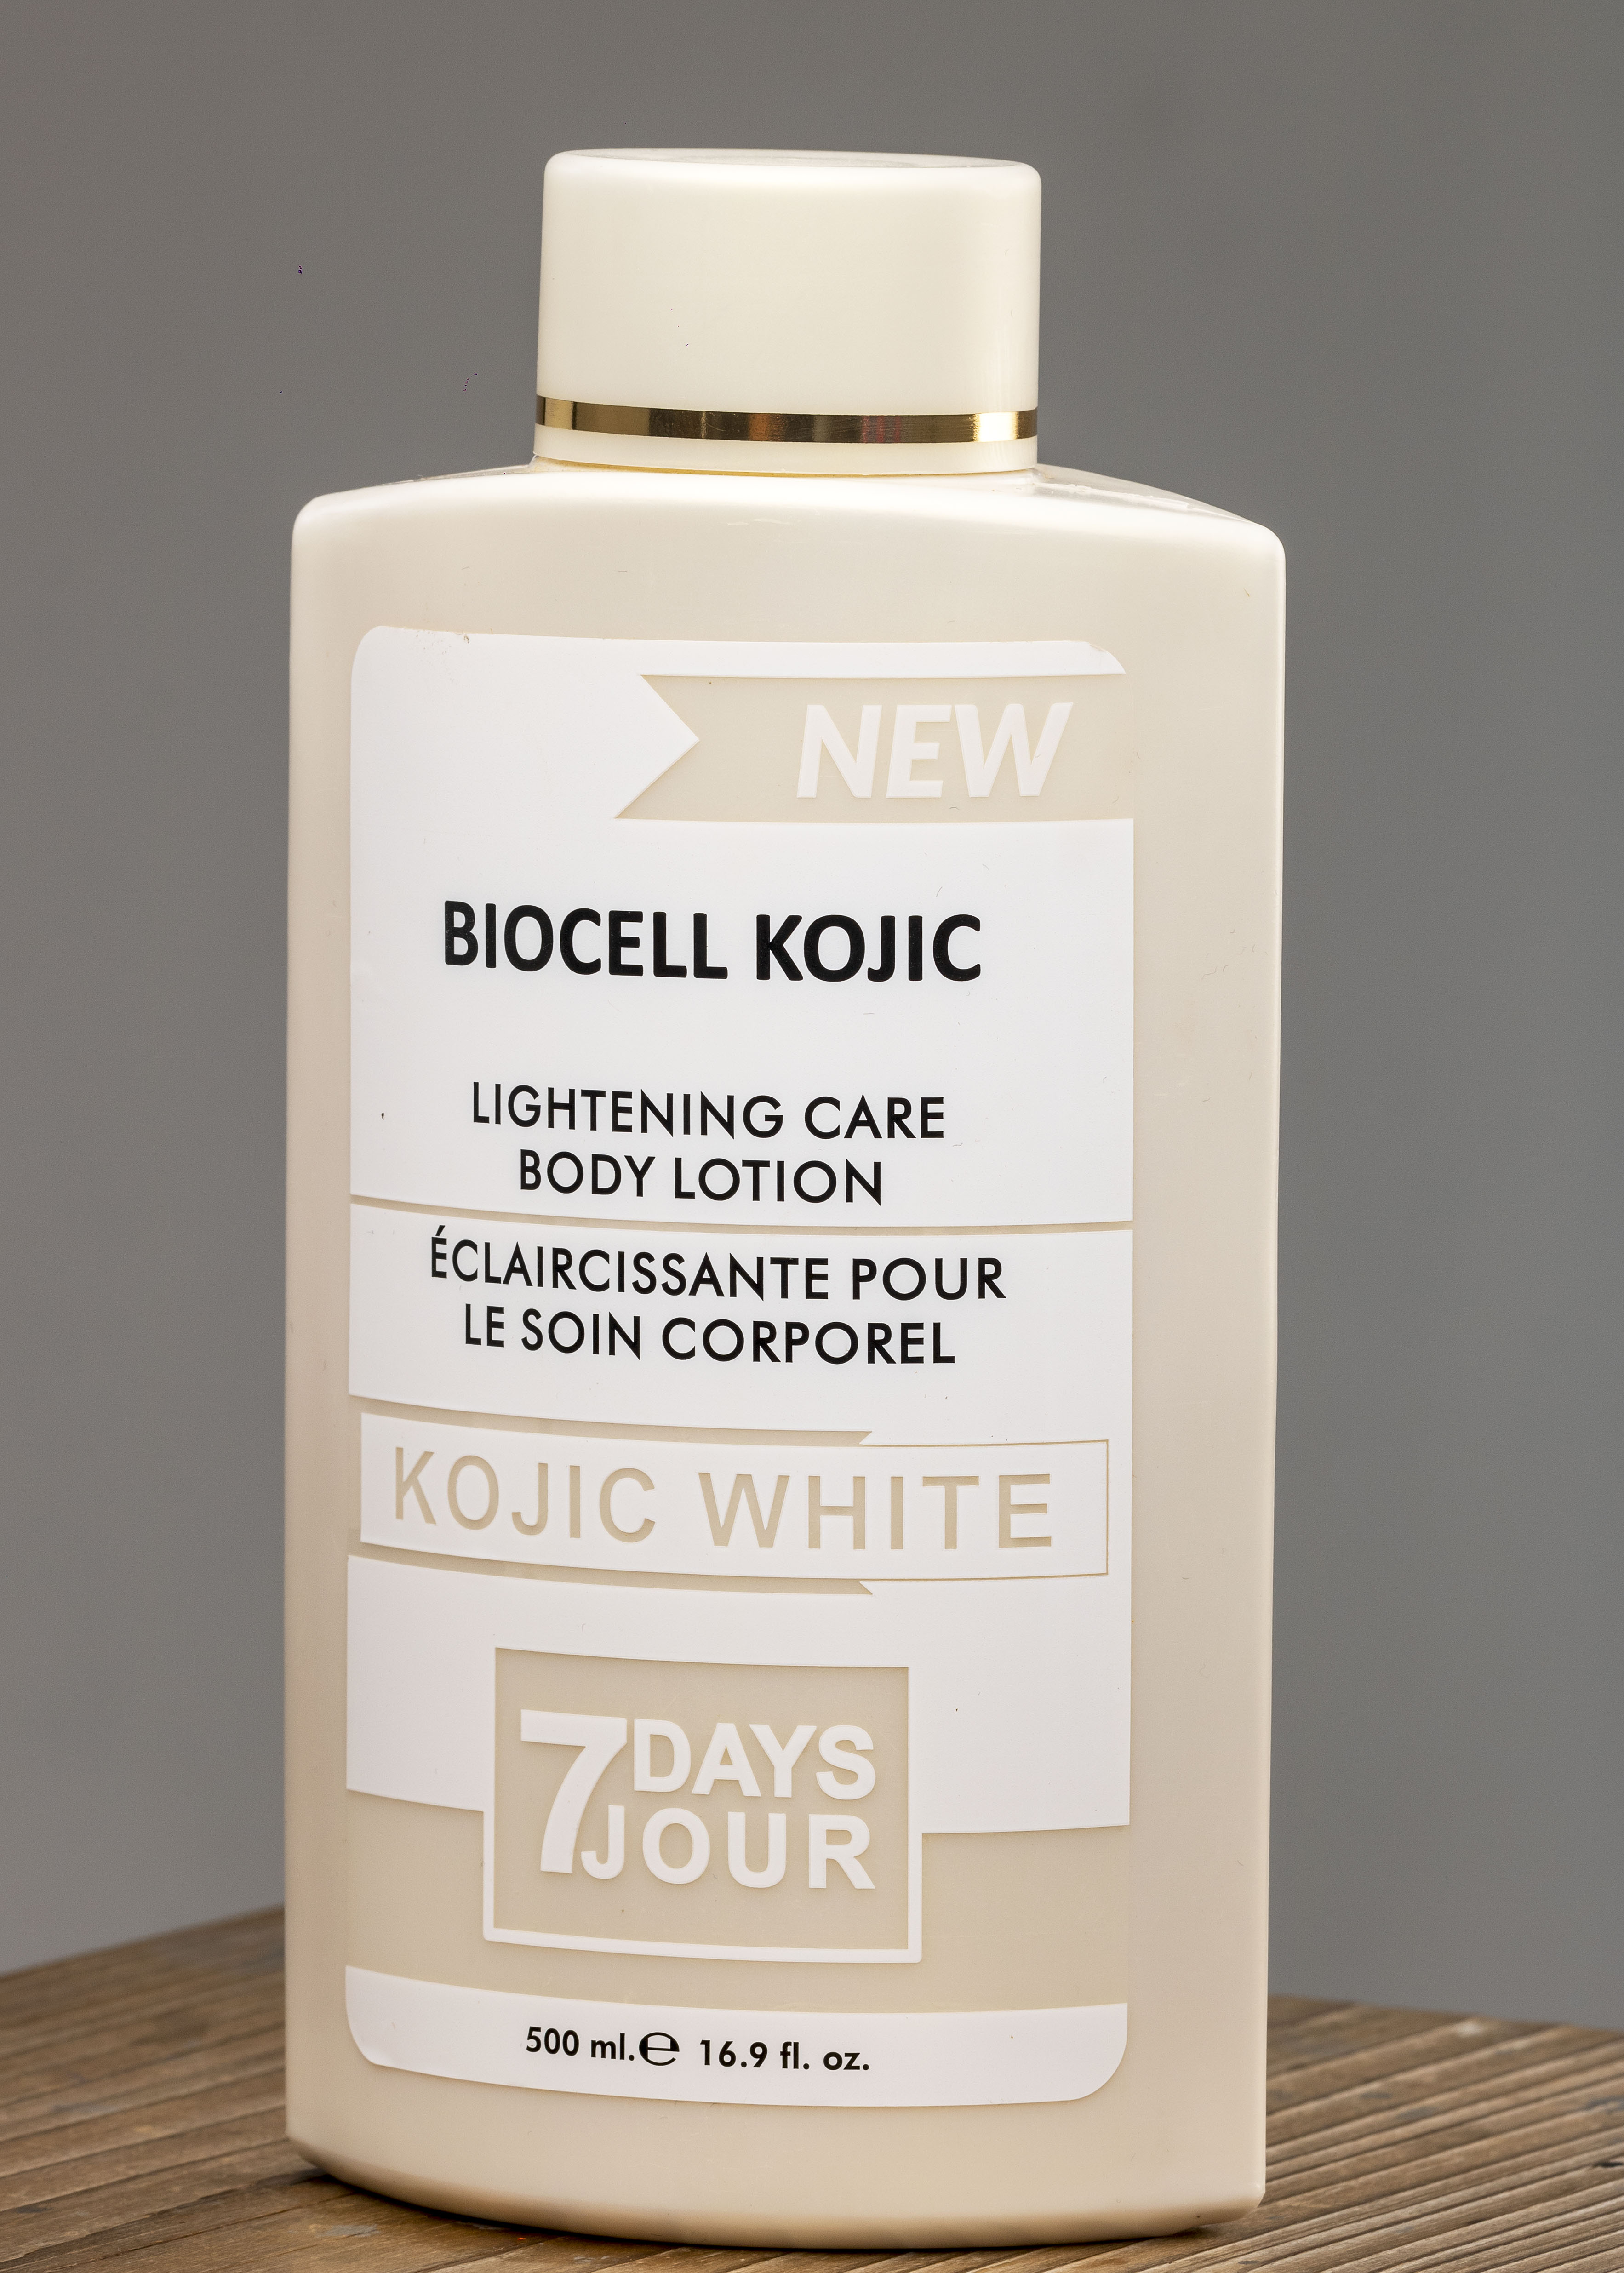 NEW
BIOCELL KOJIC
LIGHTENING CARE
BODY LOTION
ÉCLAIRCISSANTE POUR
LE SOIN CORPOREL
KOJIC WHITE
7 DAYS
JOUR
500 ml.℮ 16.9 fl. oz.